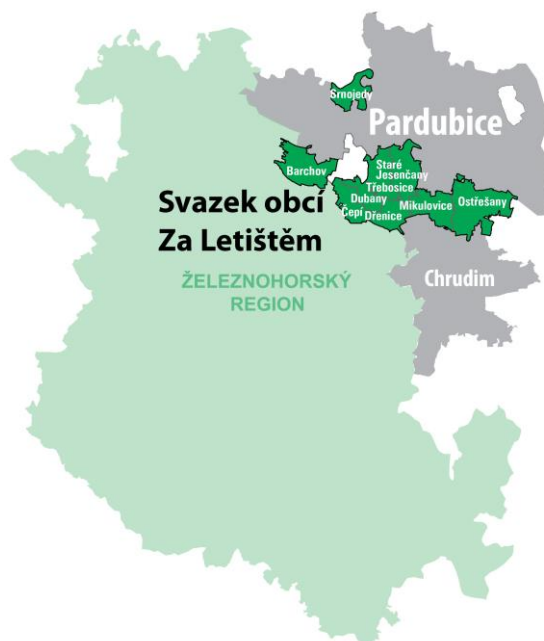 Srnojedy
Pardubice
Barchov
Staré
Jesenčany
Třebosice
Dubany
Mikulovice
Ostřešany
Čepí
Dřenice
Svazek obcí
Za Letištěm
ŽELEZNOHORSKÝ
REGION
Chrudim